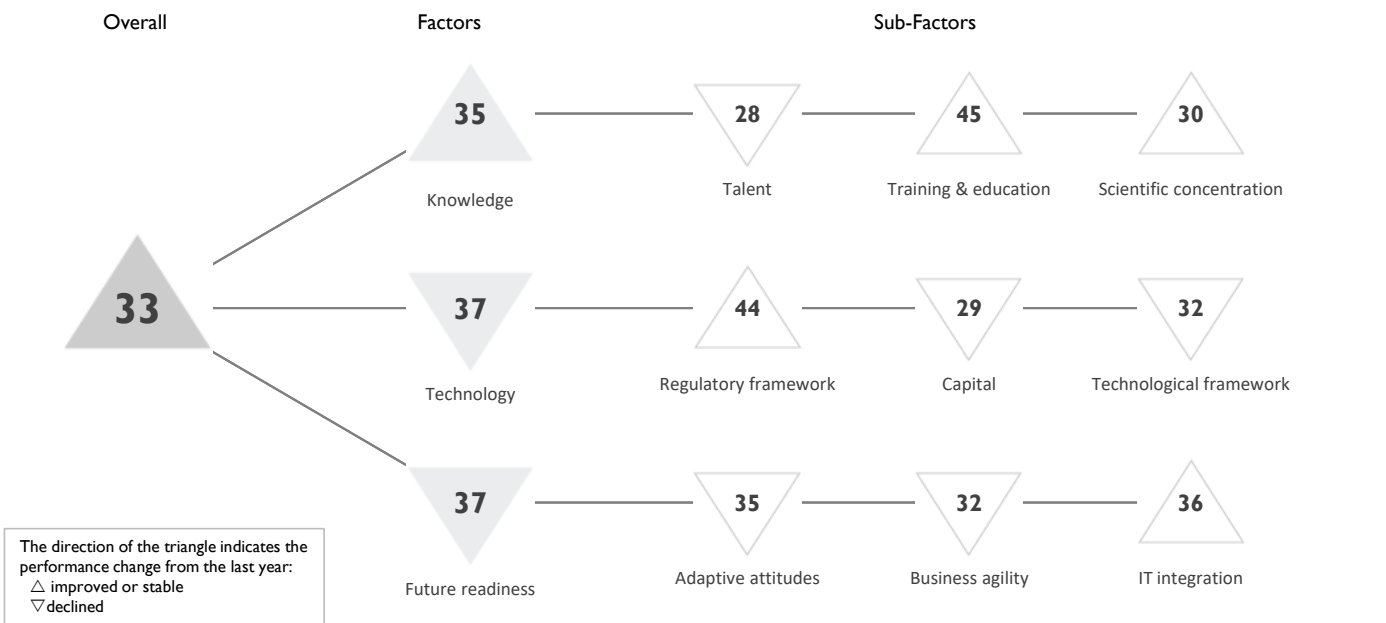 Overall
Factors
Sub-Factors
35
28
45
30
Knowledge
Talent
Training & education
Scientific concentration
33
37
44
29
32
Technology
Regulatory framework
Capital
Technological framework
37
35
32
36
Future readiness
Adaptive attitudes
Business agility
IT integration
The direction of the triangle indicates the
performance change from the last year:
△ improved or stable
▽ declined